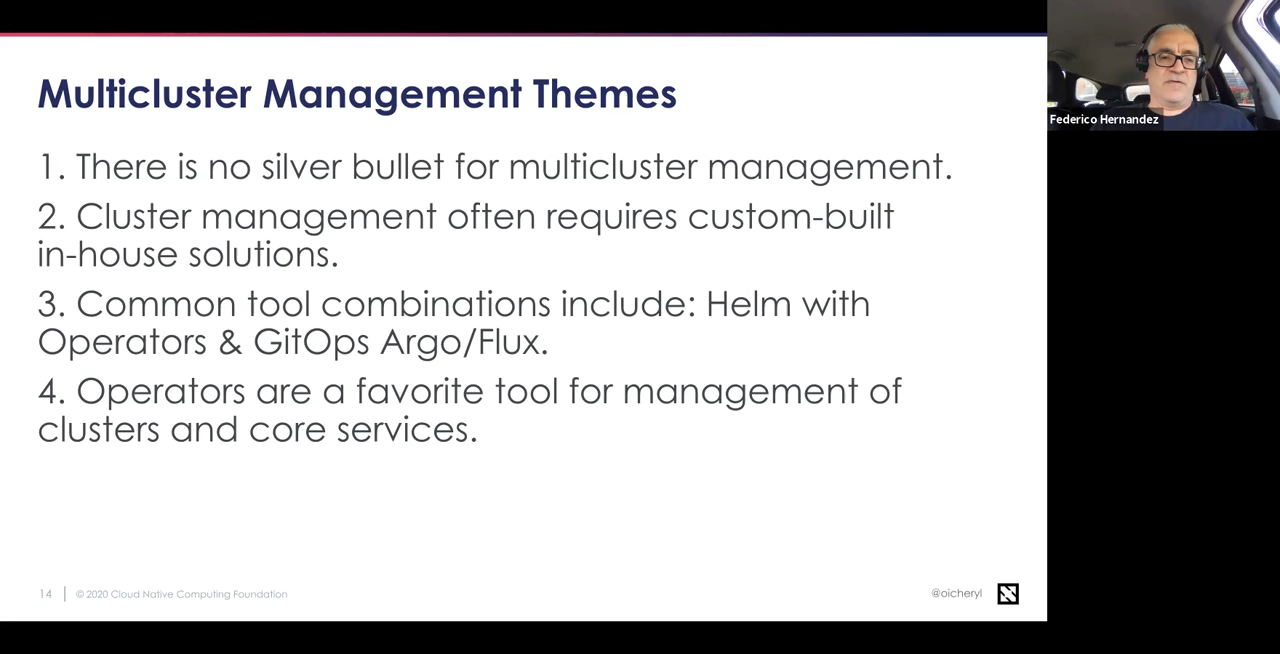 Multicluster Management Themes
1. There is no silver bullet for multicluster management.
2. Cluster management often requires custom-built
in-house solutions.
3. Common tool combinations include: Helm with
Operators & GitOps Argo/Flux.
4. Operators are a favorite tool for management of
clusters and core services.
14
© 2020 Cloud Native Computing Foundation
@oicheryl
Federico Hernandez